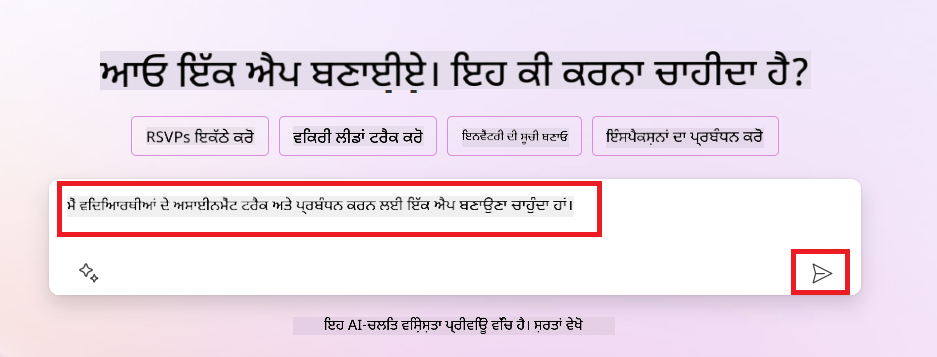 ਆਓ ਇੱਕ ਐਪ ਬਣਾਈਏ। ਇਹ ਕੀ ਕਰਨਾ ਚਾਹੀਦਾ ਹੈ?
RSVPs ਇਕੱਠੇ ਕਰੋ
ਵਿਕਰੀ ਲੀਡਾਂ ਟਰੈਕ ਕਰੋ
ਇਨਵੈਂਟਰੀ ਦੀ ਸੂਚੀ ਬਣਾਓ
ਇੰਸਪੈਕਸ਼ਨਾਂ ਦਾ ਪ੍ਰਬੰਧਨ ਕਰੋ
ਮੈਂ ਵਿਦਿਆਰਥੀਆਂ ਦੇ ਅਸਾਈਨਮੈਂਟ ਟਰੈਕ ਅਤੇ ਪ੍ਰਬੰਧਨ ਕਰਨ ਲਈ ਇੱਕ ਐਪ ਬਣਾਉਣਾ ਚਾਹੁੰਦਾ ਹਾਂ।
ਇਹ AI-ਚਲਿਤ ਵਿਸ਼ੇਸ਼ਤਾ ਪ੍ਰੀਵਿਊ ਵਿੱਚ ਹੈ। ਸ਼ਰਤਾਂ ਵੇਖੋ